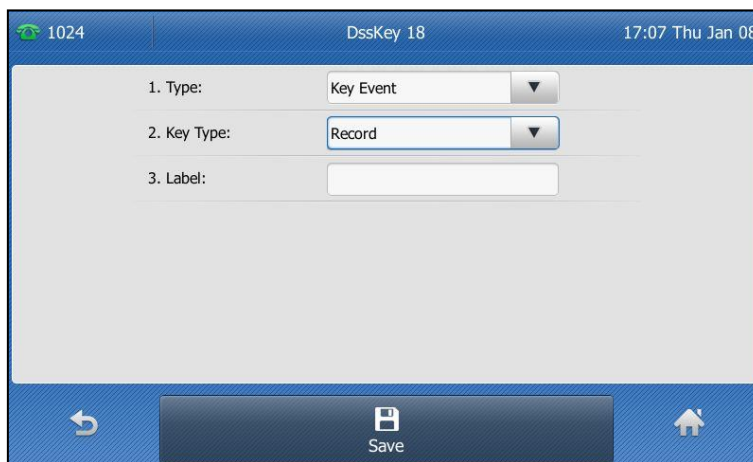 1024 DssKey 18 17:07 Thu Jan 08
1. Type: Key Event
2. Key Type: Record
3. Label:
Save